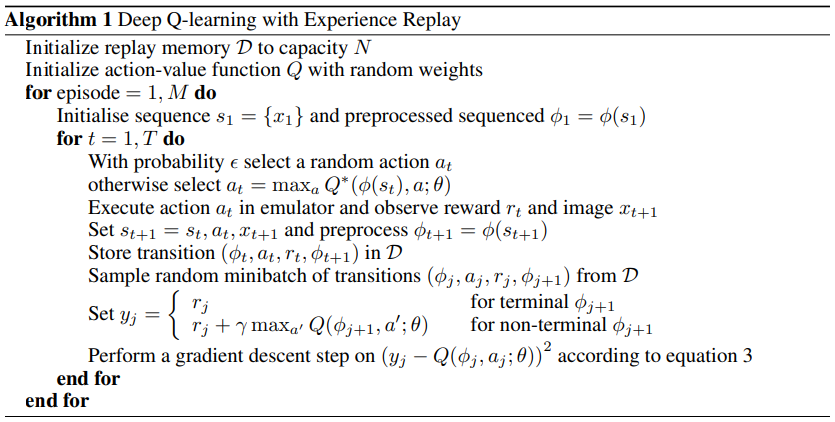 Algorithm 1 Deep Q-learning with Experience Replay
Initialize replay memory 𝒟 to capacity N
Initialize action-value function Q with random weights
for episode = 1, M do
Initialise sequence s₁ = {x₁} and preprocessed sequenced ϕ₁ = ϕ(s₁)
for t = 1, T do
With probability ϵ select a random action aₜ
otherwise select aₜ = maxₐ Q*(ϕ(sₜ), a; θ)
Execute action aₜ in emulator and observe reward rₜ and image xₜ₊₁
Set sₜ₊₁ = sₜ, aₜ, xₜ₊₁ and preprocess ϕₜ₊₁ = ϕ(sₜ₊₁)
Store transition (ϕₜ, aₜ, rₜ, ϕₜ₊₁) in 𝒟
Sample random minibatch of transitions (ϕⱼ, aⱼ, rⱼ, ϕⱼ₊₁) from 𝒟
Set yⱼ = { rⱼ for terminal ϕⱼ₊₁
rⱼ + γ maxₐ′ Q(ϕⱼ₊₁, a′; θ) for non-terminal ϕⱼ₊₁
Perform a gradient descent step on (yⱼ − Q(ϕⱼ, aⱼ; θ))² according to equation 3
end for
end for